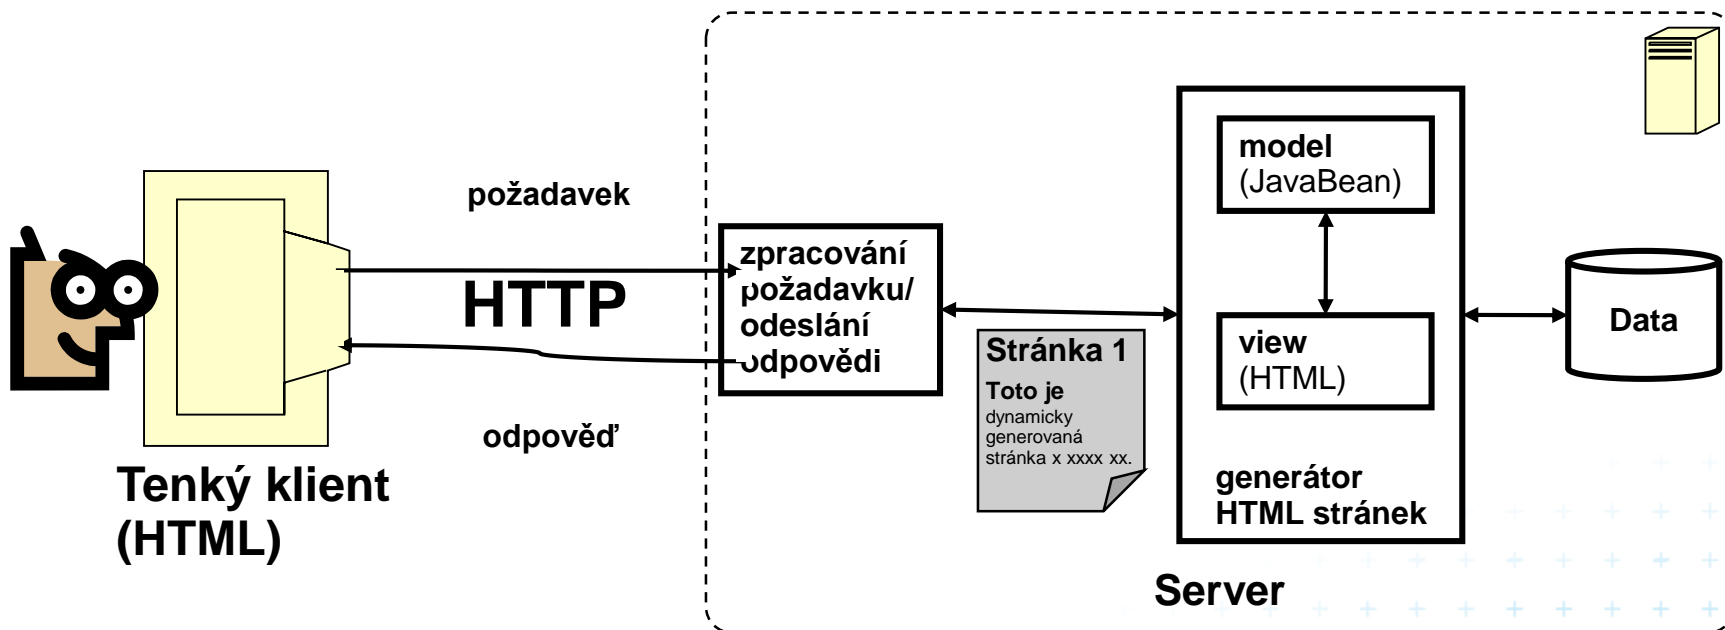 požadavek
HTTP
odpověď
Tenký klient
(HTML)
zpracování
požadavku/
odeslání
odpovědi
Stránka 1
Toto je
dynamicky
generovaná
stránka x xxxx xx.
model
(JavaBean)
view
(HTML)
generátor
HTML stránek
Data
Server